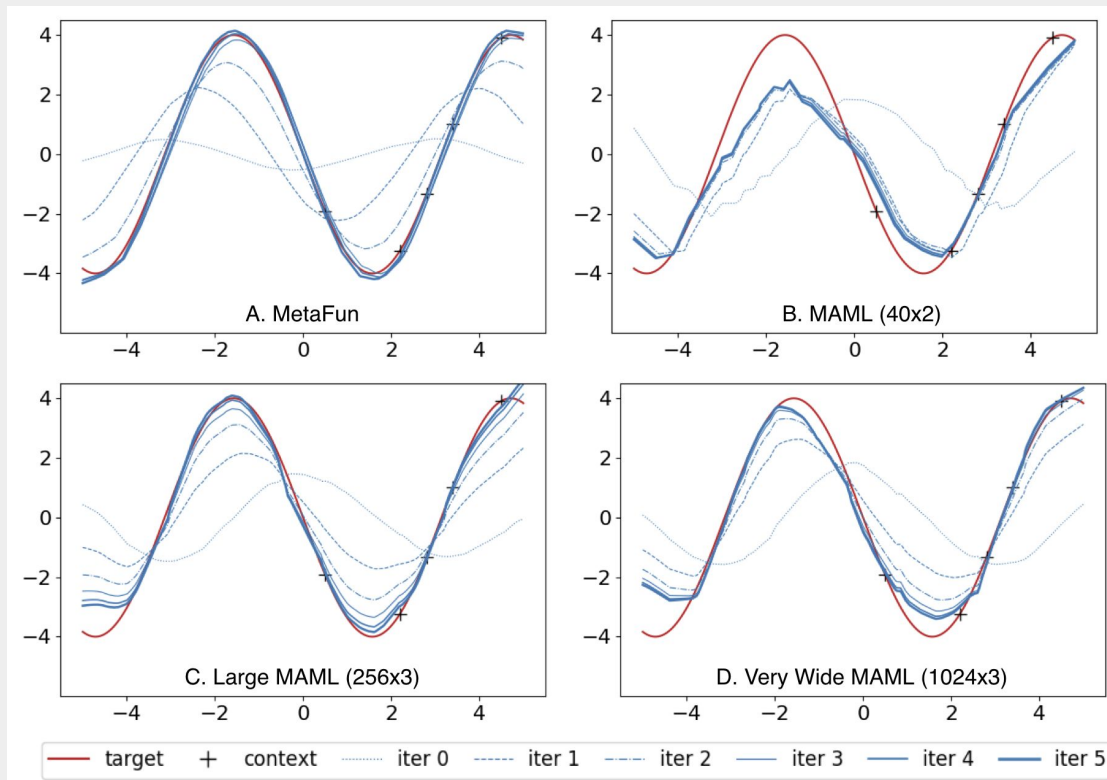 4
2
0
−2
−4
−4 −2 0 2 4
A. MetaFun
4
2
0
−2
−4
−4 −2 0 2 4
B. MAML (40x2)
4
2
0
−2
−4
−4 −2 0 2 4
C. Large MAML (256x3)
4
2
0
−2
−4
−4 −2 0 2 4
D. Very Wide MAML (1024x3)
target context iter 0 iter 1 iter 2 iter 3 iter 4 iter 5